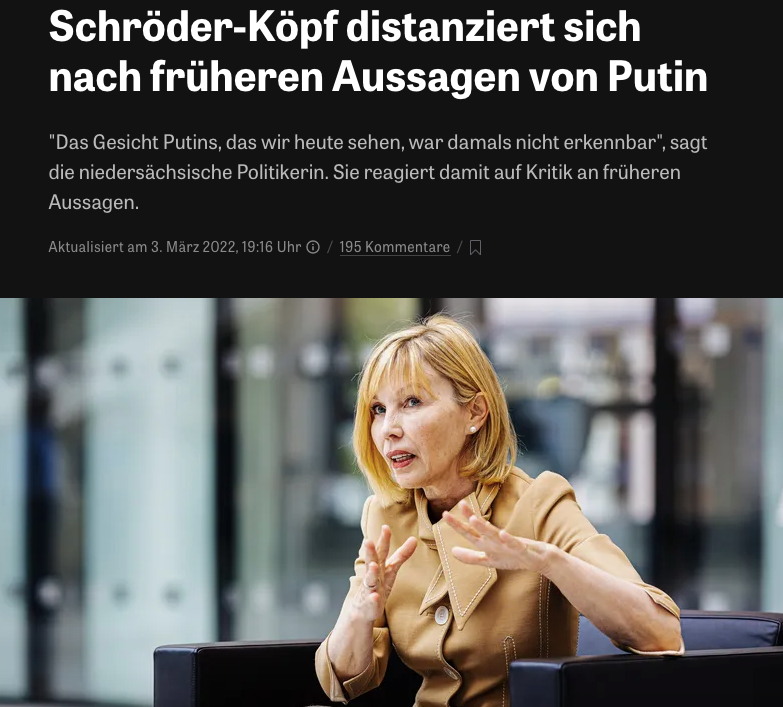 Schröder-Köpf distanziert sich
nach früheren Aussagen von Putin
"Das Gesicht Putins, das wir heute sehen, war damals nicht erkennbar", sagt
die niedersächsische Politikerin. Sie reagiert damit auf Kritik an früheren
Aussagen.
Aktualisiert am 3. März 2022, 19:16 Uhr / 195 Kommentare /